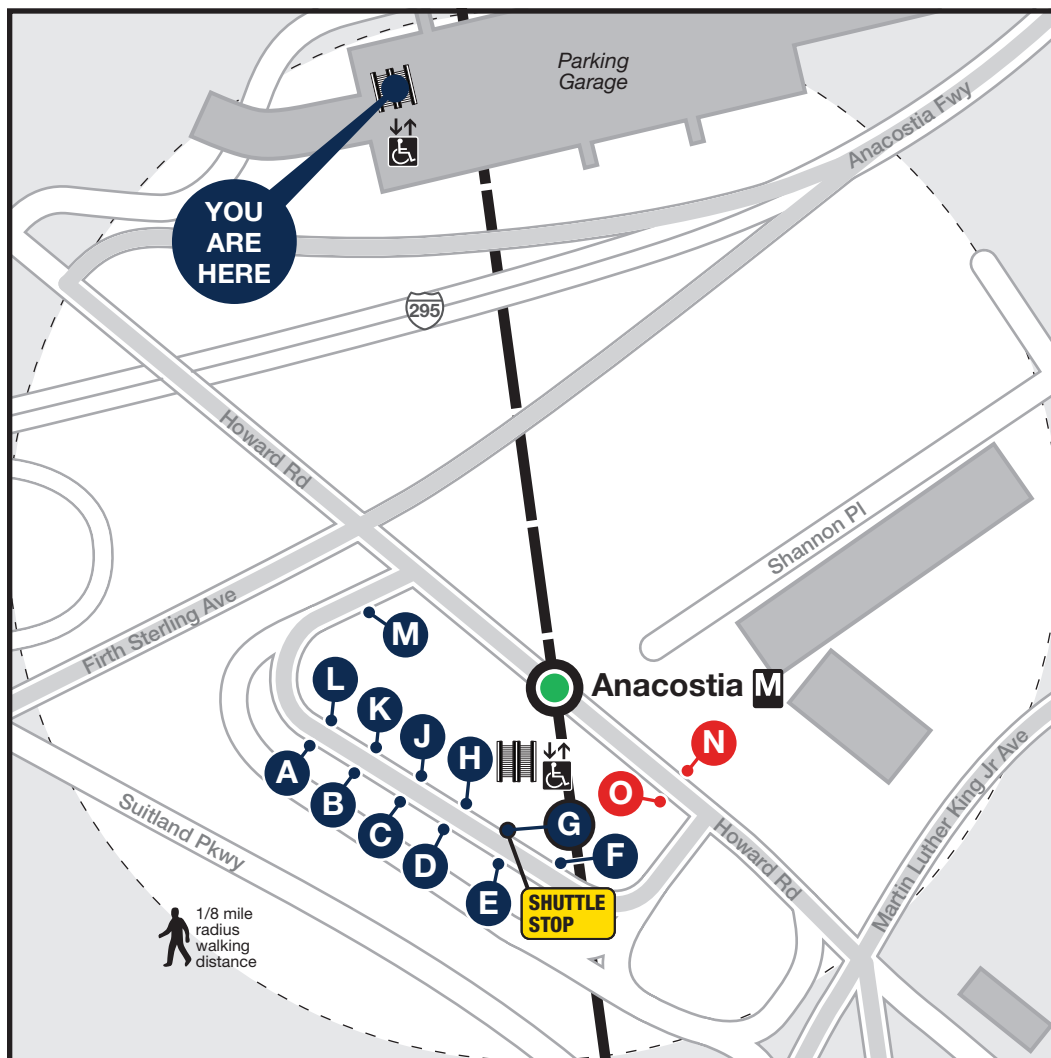 Parking
Garage
Anacostia Fwy
YOU
ARE
HERE
295
Howard Rd
Shannon Pl
Firth Sterling Ave
M
L
K
J
H
Anacostia M
N
O
A
B
C
D
E
G
F
SHUTTLE
STOP
Suitland Pkwy
Howard Rd
Martin Luther King Jr Ave
1/8 mile
radius
walking
distance